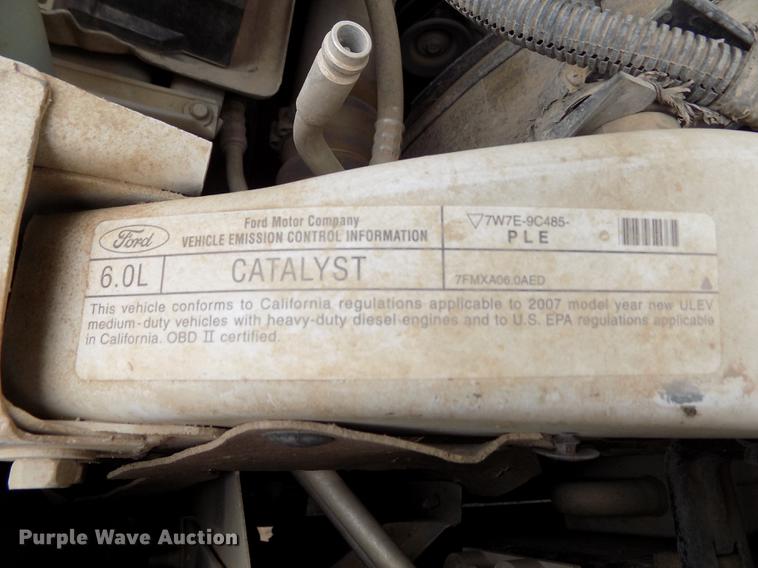 Ford
Ford Motor Company
VEHICLE EMISSION CONTROL INFORMATION
7W7E-9C485-
PLE
6.0L
CATALYST
7FMXA06.0AED
This vehicle conforms to California regulations applicable to 2007 model year new ULEV
medium-duty vehicles with heavy-duty diesel engines and to U.S. EPA regulations applicable
in California. OBD II certified.
Purple Wave Auction